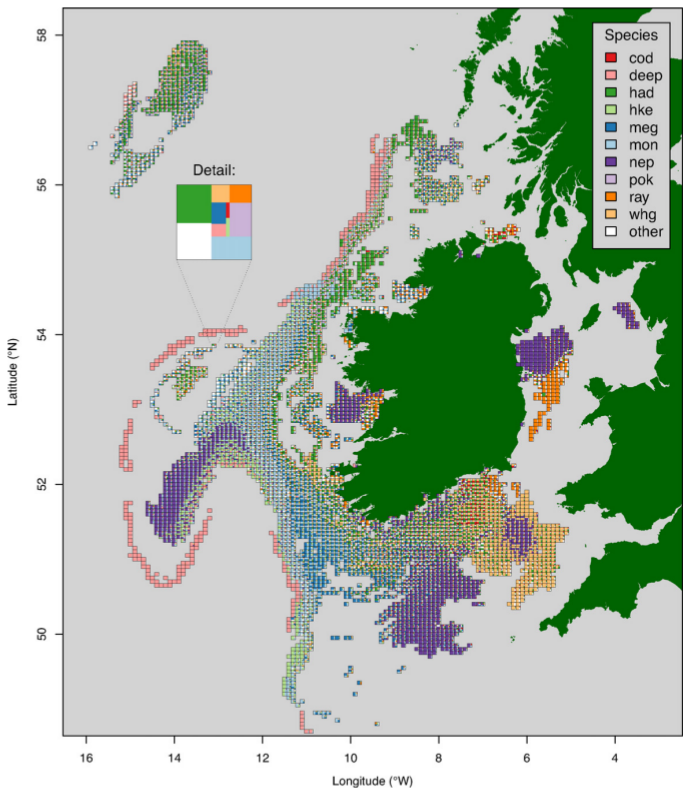 58
56
54
52
50
Latitude (°N)
Detail:
Species
cod
deep
had
hke
meg
mon
nep
pok
ray
whg
other
16
14
12
10
8
6
4
Longitude (°W)